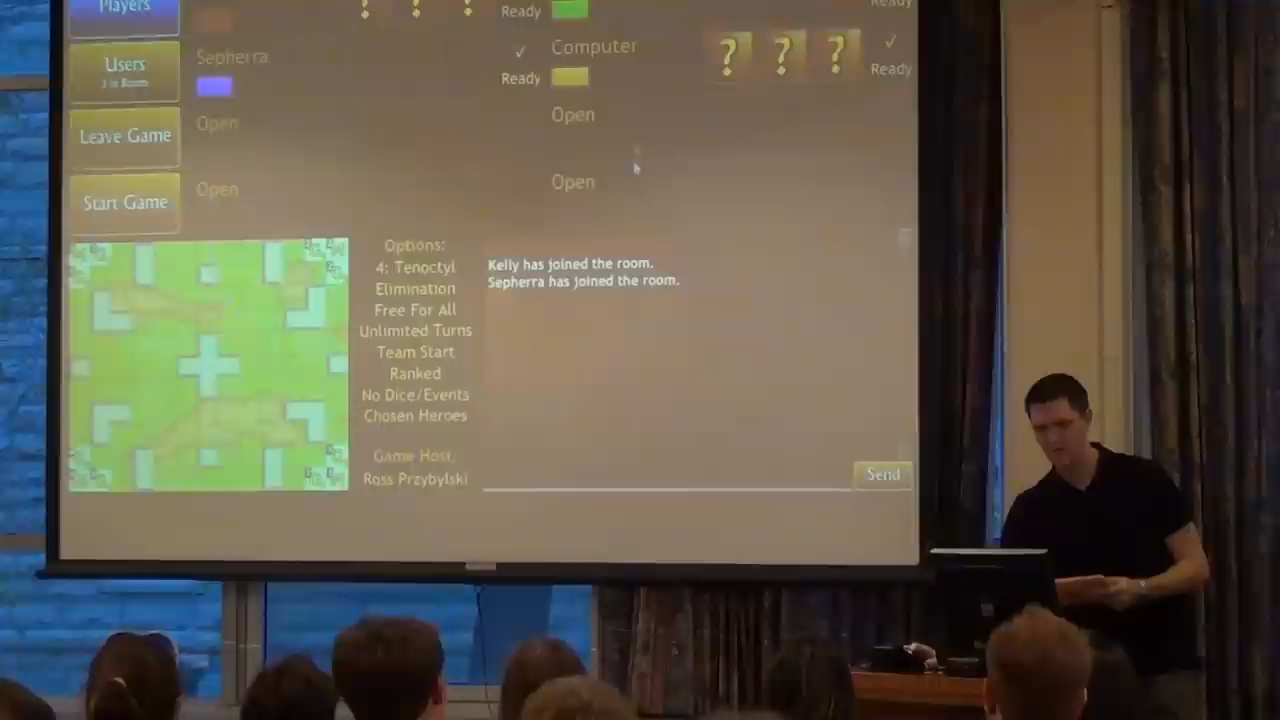 Players
? ? ?
Ready
Ready
Users
Sepherra
✓
Ready
Computer
? ? ?
✓
Ready
Leave Game
Open
Open
Start Game
Open
Open
Options:
4: Tenoctyl
Elimination
Free For All
Unlimited Turns
Team Start
Ranked
No Dice/Events
Chosen Heroes
Game Host:
Ross Przybylski
Kelly has joined the room.
Sepherra has joined the room.
Send